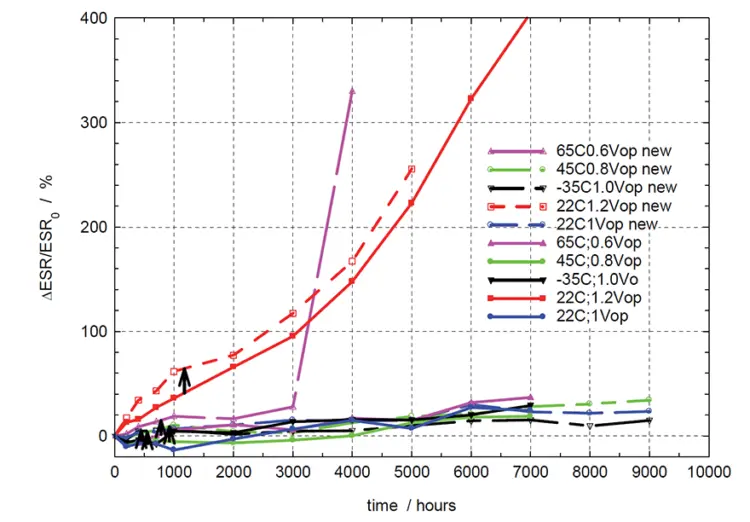 400
300
200
100
0
ΔESR/ESR0 / %
65C0.6Vop new
45C0.8Vop new
-35C1.0Vop new
22C1.2Vop new
22C1Vop new
65C;0.6Vop
45C;0.8Vop
-35C;1.0Vo
22C;1.2Vop
22C;1Vop
0 1000 2000 3000 4000 5000 6000 7000 8000 9000 10000
time / hours